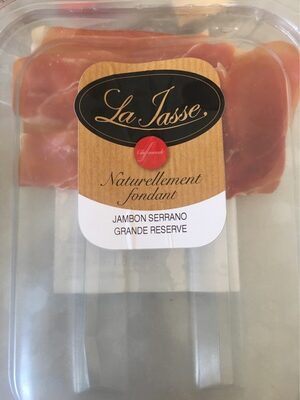 La Jasse
Naturellement
fondant
JAMBON SERRANO
GRANDE RESERVE